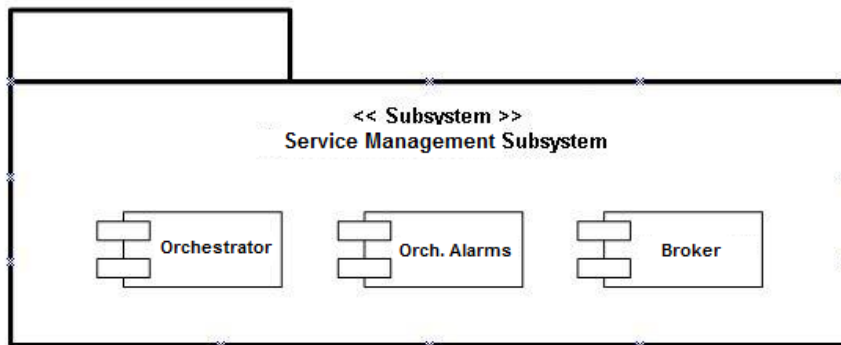 << Subsystem >>
Service Management Subsystem
Orchestrator
Orch. Alarms
Broker